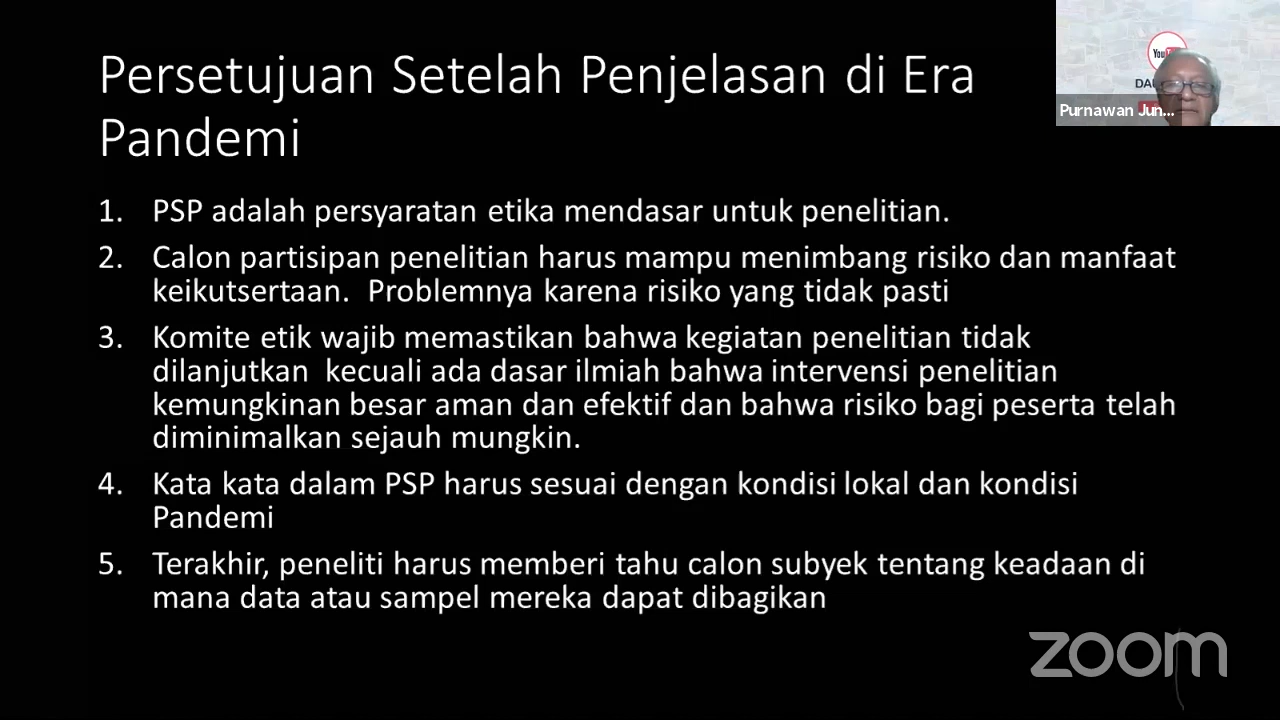 Persetujuan Setelah Penjelasan di Era
Pandemi
1. PSP adalah persyaratan etika mendasar untuk penelitian.
2. Calon partisipan penelitian harus mampu menimbang risiko dan manfaat
keikutsertaan.  Problemnya karena risiko yang tidak pasti
3. Komite etik wajib memastikan bahwa kegiatan penelitian tidak
dilanjutkan  kecuali ada dasar ilmiah bahwa intervensi penelitian
kemungkinan besar aman dan efektif dan bahwa risiko bagi peserta telah
diminimalkan sejauh mungkin.
4. Kata kata dalam PSP harus sesuai dengan kondisi lokal dan kondisi
Pandemi
5. Terakhir, peneliti harus memberi tahu calon subyek tentang keadaan di
mana data atau sampel mereka dapat dibagikan
Purnawan Jun...
zoom